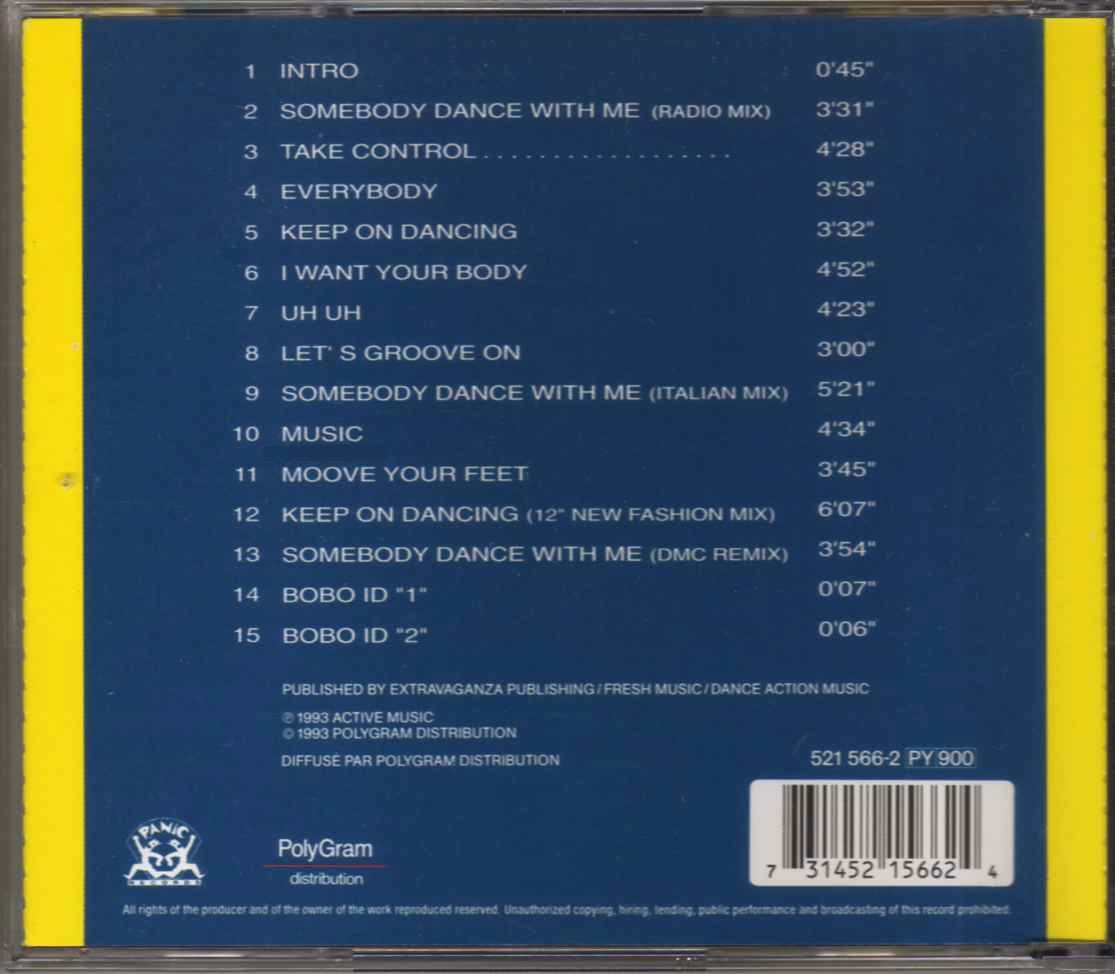 1 INTRO 0'45"
2 SOMEBODY DANCE WITH ME (RADIO MIX) 3'31"
3 TAKE CONTROL.................. 4'28"
4 EVERYBODY 3'53"
5 KEEP ON DANCING 3'32"
6 I WANT YOUR BODY 4'52"
7 UH UH 4'23"
8 LET' S GROOVE ON 3'00"
9 SOMEBODY DANCE WITH ME (ITALIAN MIX) 5'21"
10 MUSIC 4'34"
11 MOOVE YOUR FEET 3'45"
12 KEEP ON DANCING (12" NEW FASHION MIX) 6'07"
13 SOMEBODY DANCE WITH ME (DMC REMIX) 3'54"
14 BOBO ID "1" 0'07"
15 BOBO ID "2" 0'06"
PUBLISHED BY EXTRAVAGANZA PUBLISHING/FRESH MUSIC/DANCE ACTION MUSIC
℗ 1993 ACTIVE MUSIC
© 1993 POLYGRAM DISTRIBUTION
DIFFUSÉ PAR POLYGRAM DISTRIBUTION
521 566-2 PY 900
7 31452 15662 4
PANIC
RECORDS
PolyGram
distribution
All rights of the producer and of the owner of the work reproduced reserved. Unauthorized copying, hiring, lending, public performance and broadcasting of this record prohibited.